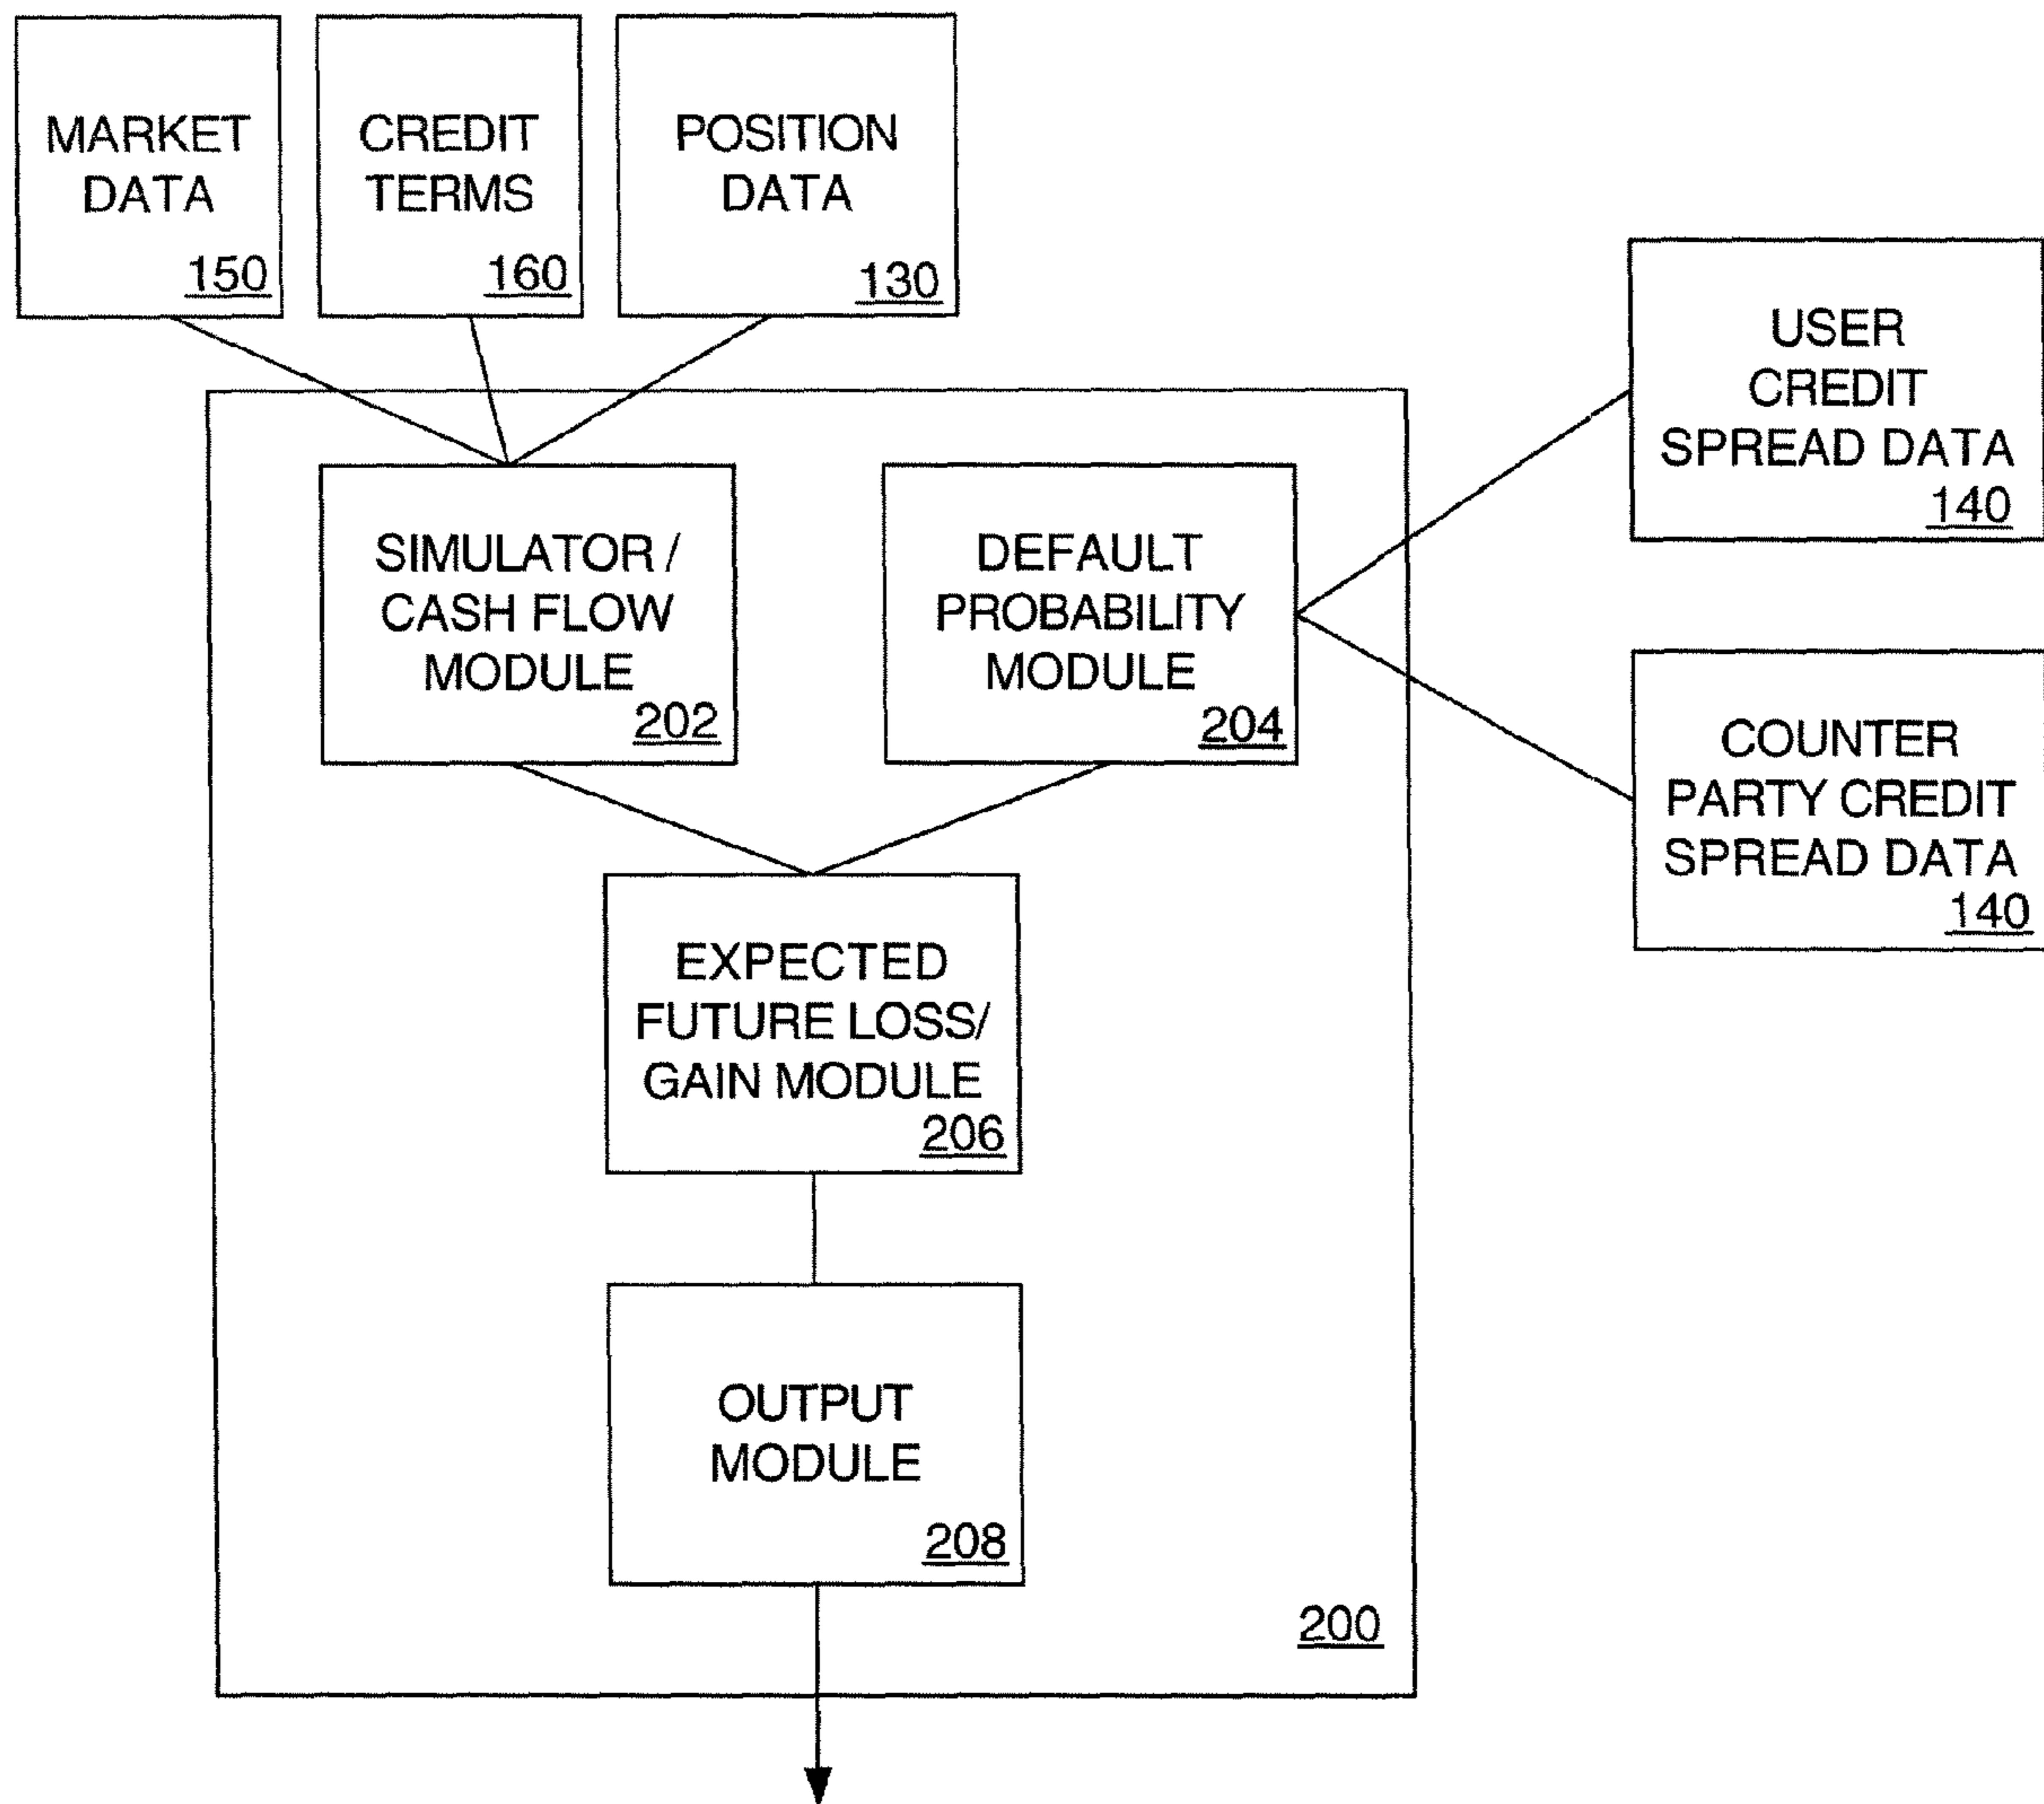 MARKET
DATA
150
CREDIT
TERMS
160
POSITION
DATA
130
USER
CREDIT
SPREAD DATA
140
SIMULATOR /
CASH FLOW
MODULE
202
DEFAULT
PROBABILITY
MODULE
204
COUNTER
PARTY CREDIT
SPREAD DATA
140
EXPECTED
FUTURE LOSS/
GAIN MODULE
206
OUTPUT
MODULE
208
200